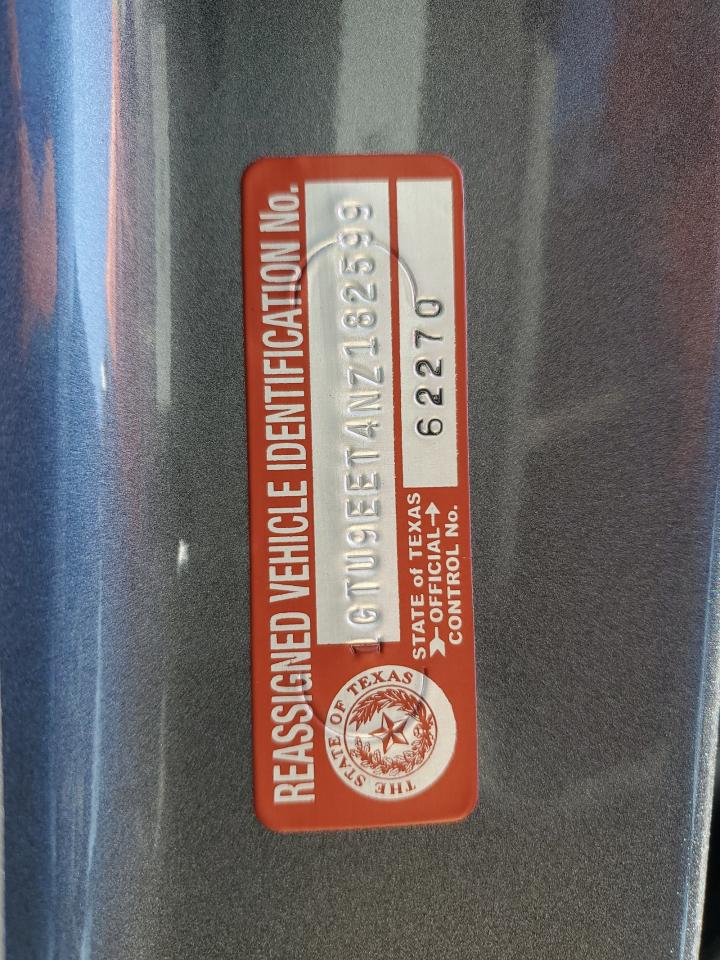 REASSIGNED VEHICLE IDENTIFICATION No.
1GTU9EET4NZ182599
THE STATE OF TEXAS
STATE of TEXAS
OFFICIAL
CONTROL No.
62270